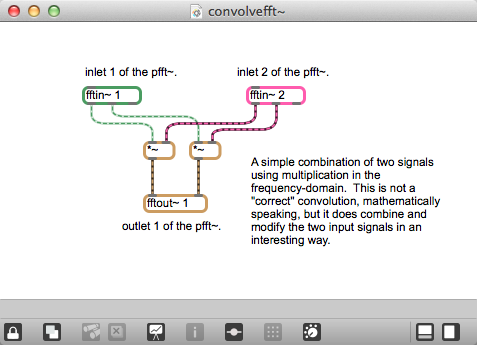 convolvefft~
inlet 1 of the pfft~.
inlet 2 of the pfft~.
fftin~ 1
fftin~ 2
*~
*~
A simple combination of two signals
using multiplication in the
frequency-domain.  This is not a
"correct" convolution, mathematically
speaking, but it does combine and
modify the two input signals in an
interesting way.
fftout~ 1
outlet 1 of the pfft~.